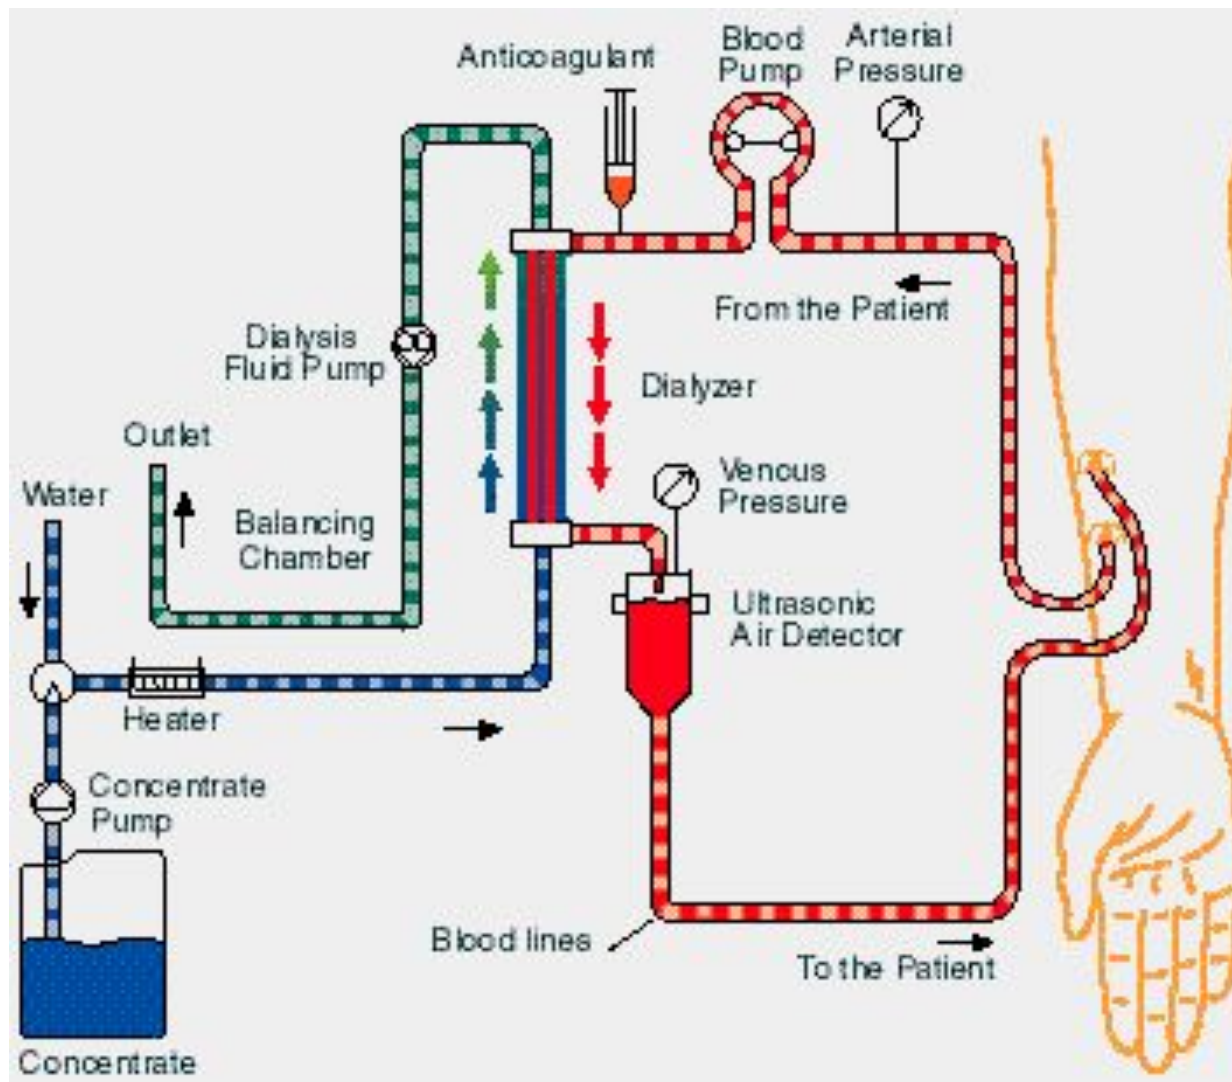 Anticoagulant
Blood
Pump
Arterial
Pressure
From the Patient
Dialysis
Fluid Pump
Dialyzer
Outlet
Water
Balancing
Chamber
Venous
Pressure
Ultrasonic
Air Detector
Heater
Concentrate
Pump
Blood lines
To the Patient
Concentrate